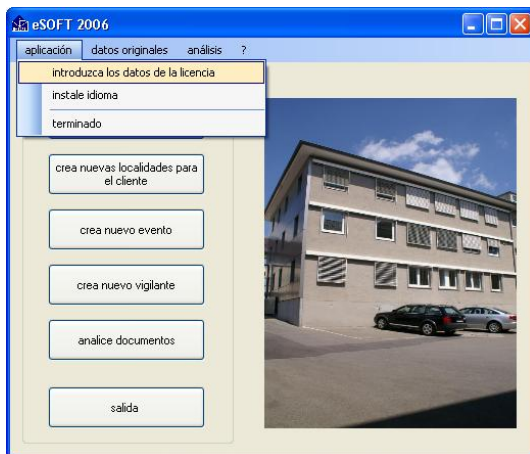 eSOFT 2006
aplicación datos originales análisis ?
introduzca los datos de la licencia
instale idioma
terminado
crea nuevas localidades para
el cliente
crea nuevo evento
crea nuevo vigilante
analice documentos
salida